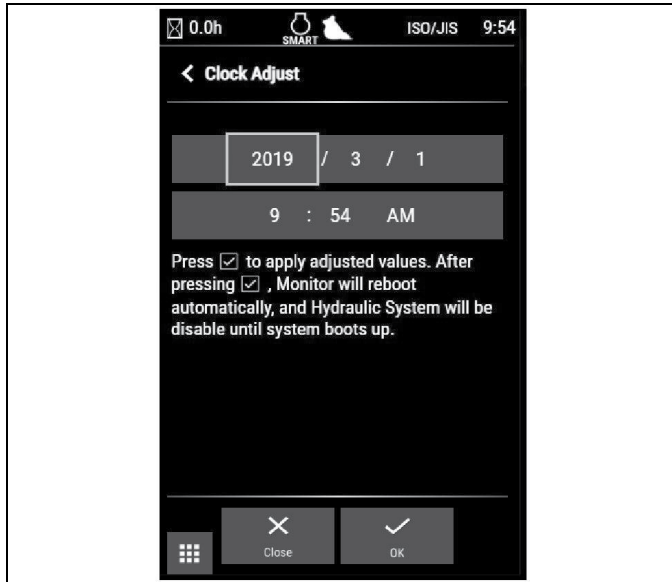 0.0h SMART ISO/JIS 9:54
Clock Adjust
2019 / 3 / 1
9 : 54 AM
Press ☑ to apply adjusted values. After
pressing ☑ , Monitor will reboot
automatically, and Hydraulic System will be
disable until system boots up.
Close OK